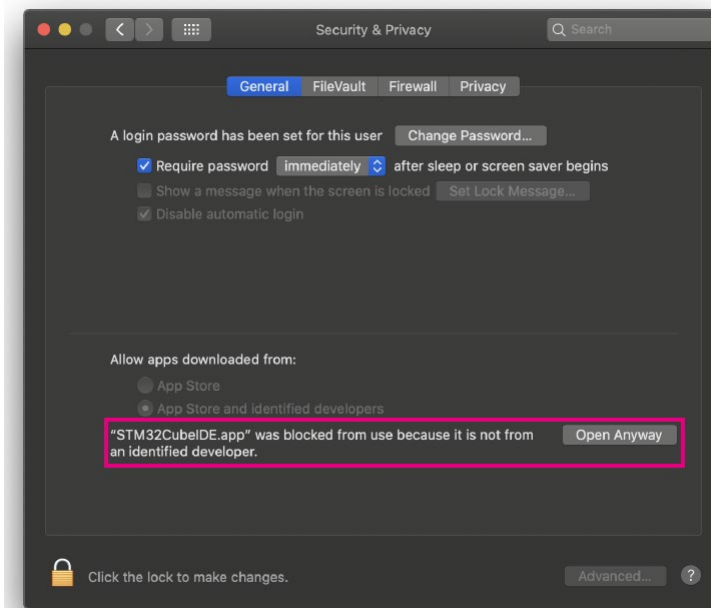 Security & Privacy
Search
General FileVault Firewall Privacy
A login password has been set for this user Change Password...
Require password immediately after sleep or screen saver begins
Show a message when the screen is locked Set Lock Message...
Disable automatic login
Allow apps downloaded from:
App Store
App Store and identified developers
“STM32CubeIDE.app” was blocked from use because it is not from Open Anyway
an identified developer.
Click the lock to make changes.
Advanced... ?